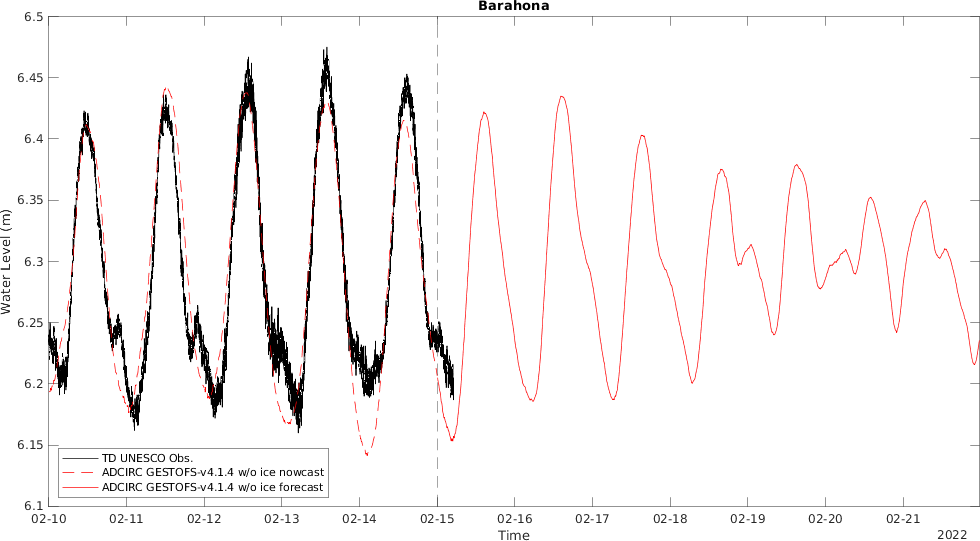 Barahona
6.5
6.45
6.4
6.35
6.3
6.25
6.2
6.15
6.1
Water Level (m)
TD UNESCO Obs.
ADCIRC GESTOFS-v4.1.4 w/o ice nowcast
ADCIRC GESTOFS-v4.1.4 w/o ice forecast
02-10 02-11 02-12 02-13 02-14 02-15 02-16 02-17 02-18 02-19 02-20 02-21
Time
2022